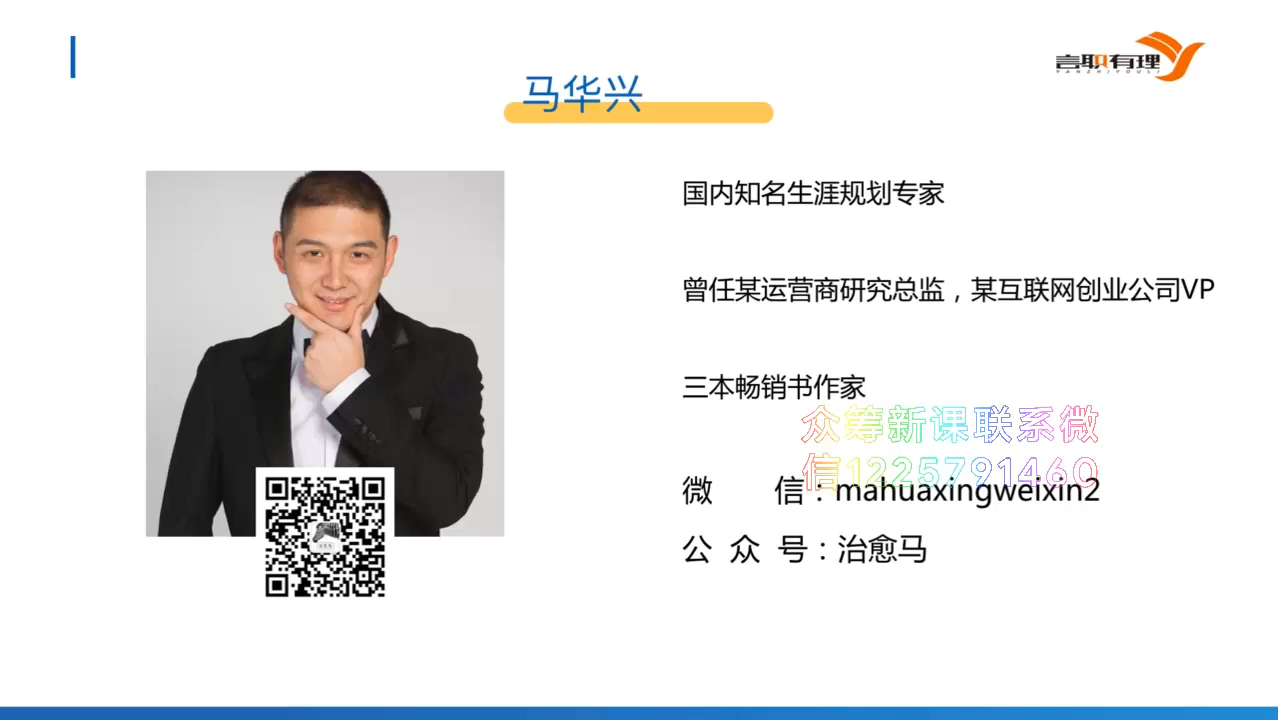 言职有理
YANZHIYOULI
马华兴
国内知名生涯规划专家
曾任某运营商研究总监，某互联网创业公司VP
三本畅销书作家
众筹新课联系微
信1225791460
微 信：mahuaxingweixin2
公 众 号：治愈马